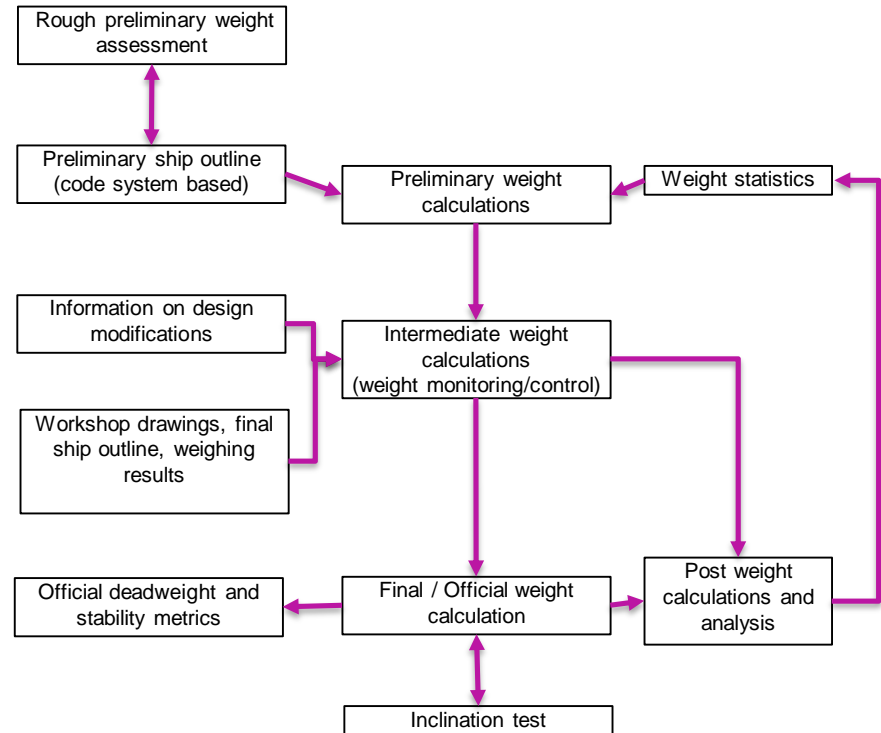 Rough preliminary weight
assessment
Preliminary ship outline
(code system based)
Preliminary weight
calculations
Weight statistics
Information on design
modifications
Intermediate weight
calculations
(weight monitoring/control)
Workshop drawings, final
ship outline, weighing
results
Official deadweight and
stability metrics
Final / Official weight
calculation
Post weight
calculations and
analysis
Inclination test